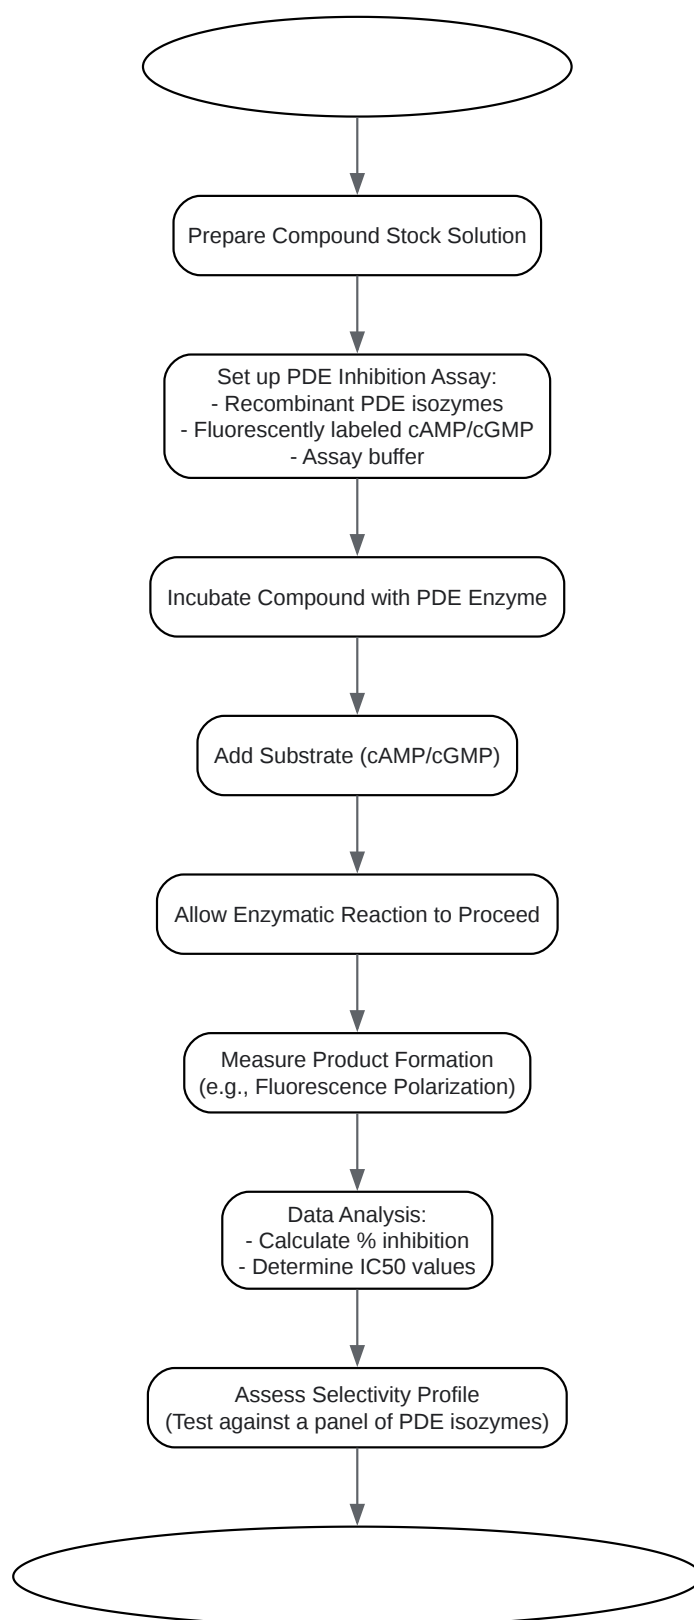 Prepare Compound Stock Solution
Set up PDE Inhibition Assay:
- Recombinant PDE isozymes
- Fluorescently labeled cAMP/cGMP
- Assay buffer
Incubate Compound with PDE Enzyme
Add Substrate (cAMP/cGMP)
Allow Enzymatic Reaction to Proceed
Measure Product Formation
(e.g., Fluorescence Polarization)
Data Analysis:
- Calculate % inhibition
- Determine IC50 values
Assess Selectivity Profile
(Test against a panel of PDE isozymes)